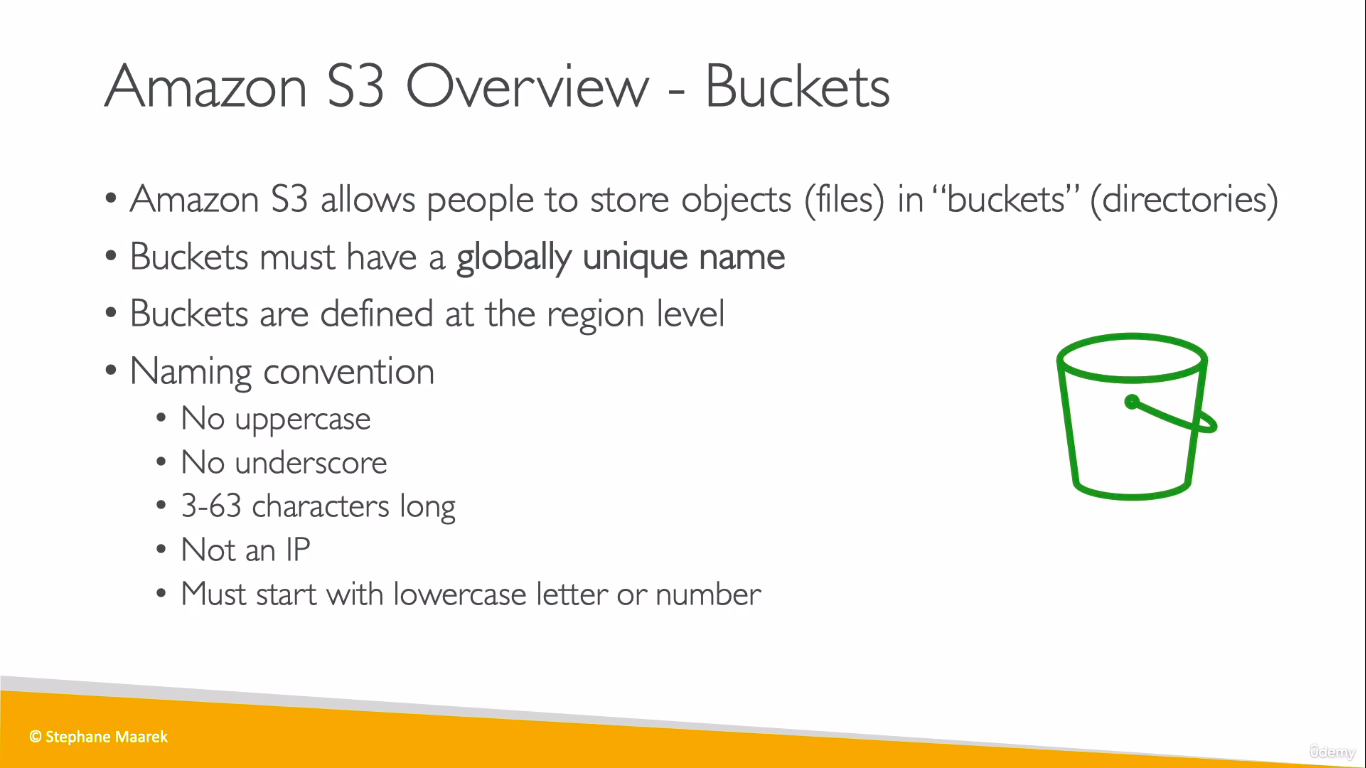 Amazon S3 Overview - Buckets
• Amazon S3 allows people to store objects (files) in “buckets” (directories)
• Buckets must have a globally unique name
• Buckets are defined at the region level
• Naming convention
• No uppercase
• No underscore
• 3-63 characters long
• Not an IP
• Must start with lowercase letter or number
© Stephane Maarek
ûdemy